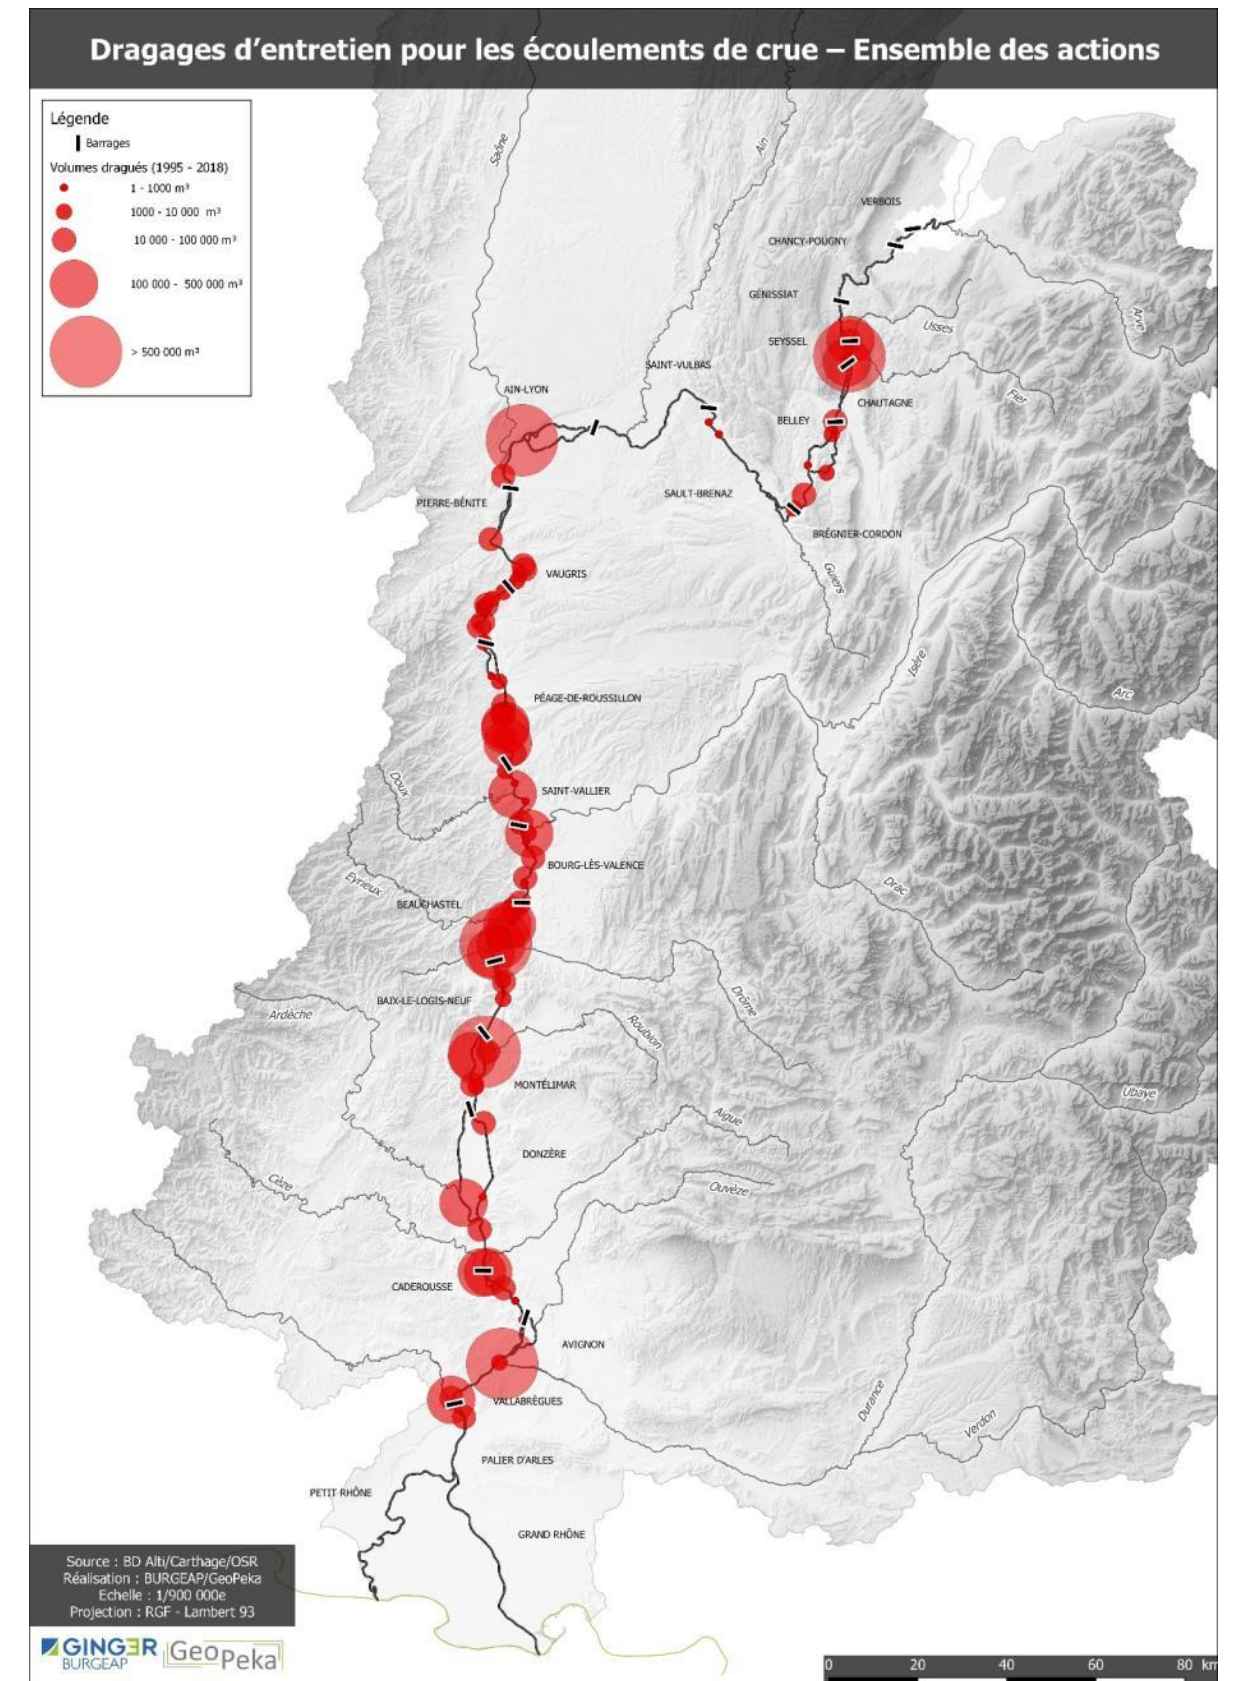 Dragages d'entretien pour les écoulements de crue – Ensemble des actions
Légende
Barrages
Volumes dragués (1995 - 2018)
1 - 1000 m³
1000 - 10 000 m³
10 000 - 100 000 m³
100 000 - 500 000 m³
> 500 000 m³
Saône
Ain
VERBOIS
CHANCY-POUGNY
GÉNISSIAT
Arve
Usses
SEYSSEL
SAINT-VULBAS
AIN-LYON
Fier
CHAUTAGNE
BELLEY
SAULT-BRENAZ
PIERRE-BÉNITE
BRÉGNIER-CORDON
VAUGRIS
Guiers
Isère
Arc
PÉAGE-DE-ROUSSILLON
Doux
SAINT-VALLIER
BOURG-LÈS-VALENCE
Eyrieux
Drac
BEAUCHASTEL
BAIX-LE-LOGIS-NEUF
Drôme
Ardèche
Roubion
MONTÉLIMAR
Ubaye
Aigue
DONZÈRE
Cèze
Ouvèze
CADEROUSSE
AVIGNON
VALLABRÈGUES
Durance
Verdon
PALIER D'ARLES
PETIT RHÔNE
GRAND RHÔNE
Source : BD Alti/Carthage/OSR
Réalisation : BURGEAP/GeoPeka
Echelle : 1/900 000e
Projection : RGF - Lambert 93
GINGER
BURGEAP
GeoPeka
0 20 40 60 80 km